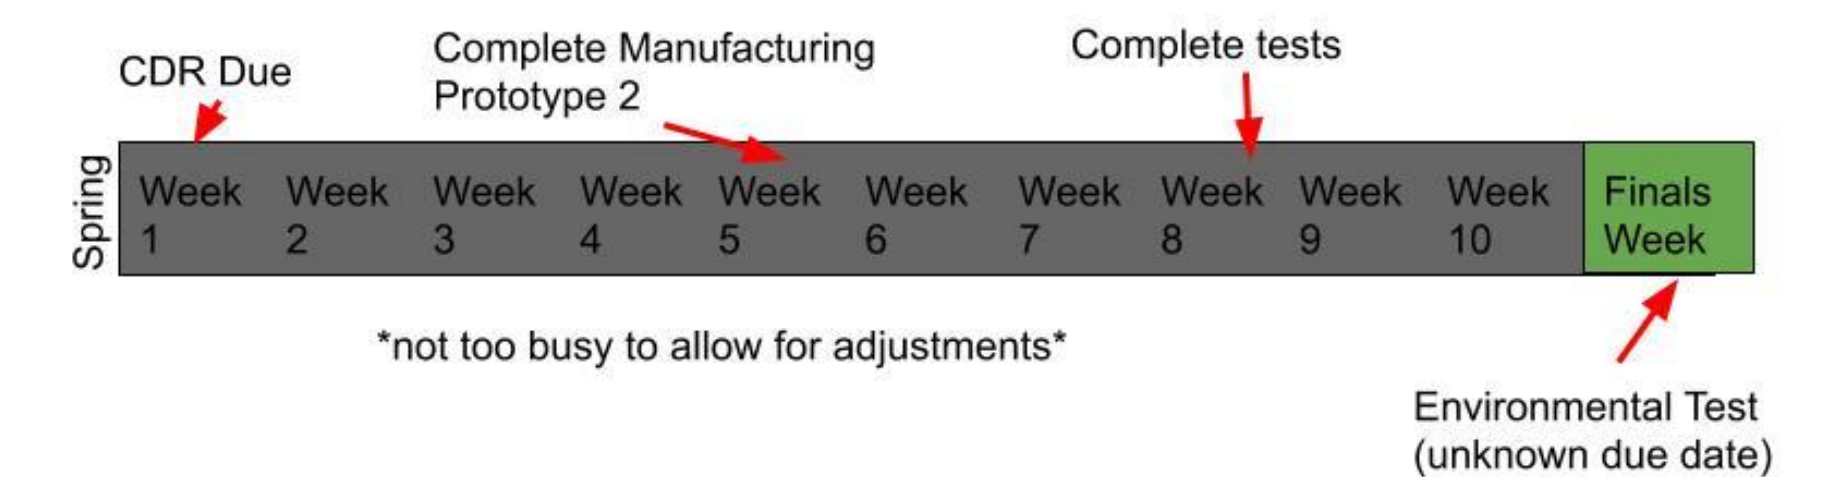 CDR Due
Complete Manufacturing
Prototype 2
Complete tests
Spring
Week
1
Week
2
Week
3
Week
4
Week
5
Week
6
Week
7
Week
8
Week
9
Week
10
Finals
Week
*not too busy to allow for adjustments*
Environmental Test
(unknown due date)